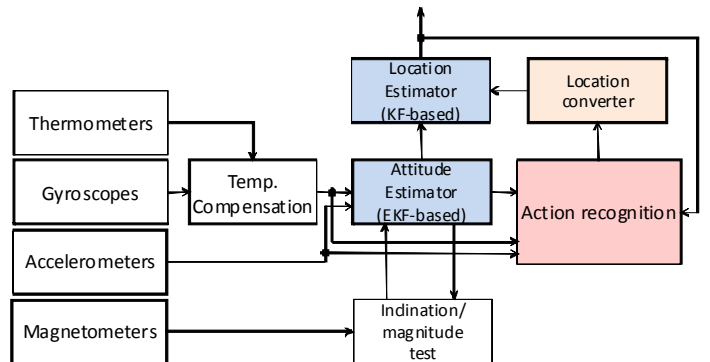 Location
Estimator
(KF-based)
Location
converter
Thermometers
Gyroscopes
Temp.
Compensation
Attitude
Estimator
(EKF-based)
Action recognition
Accelerometers
Magnetometers
Inclination/
magnitude
test